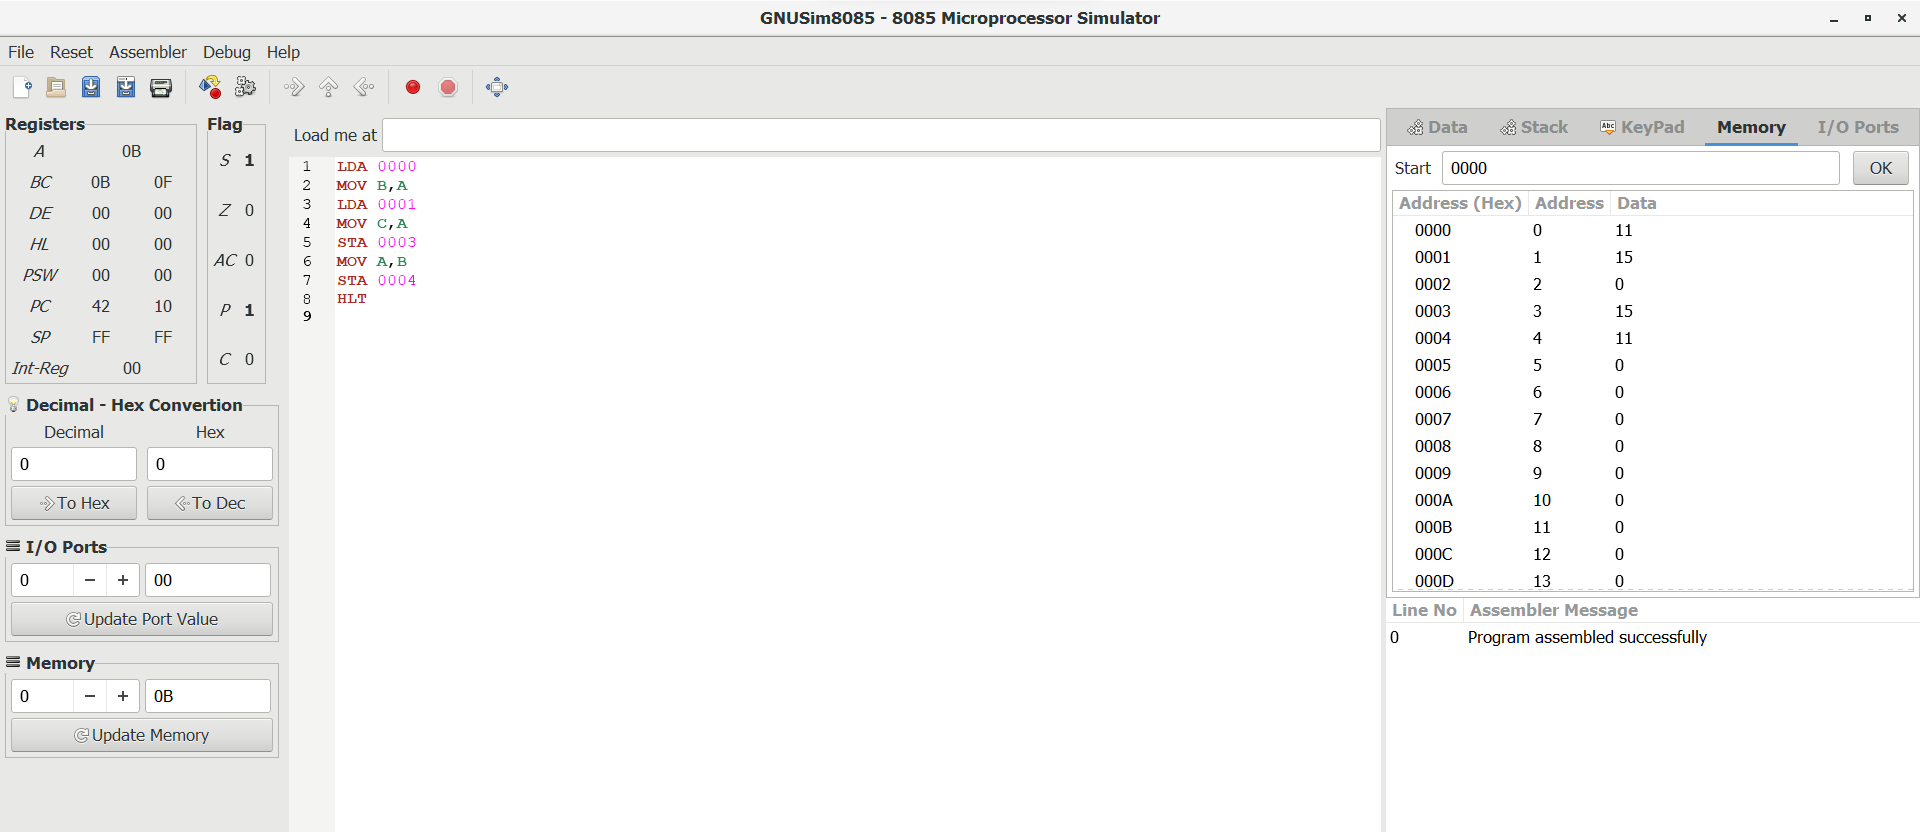 GNUSim8085 - 8085 Microprocessor Simulator
File Reset Assembler Debug Help
Registers
A 0B
BC 0B 0F
DE 00 00
HL 00 00
PSW 00 00
PC 42 10
SP FF FF
Int-Reg 00
Flag
S 1
Z 0
AC 0
P 1
C 0
Decimal - Hex Convertion
Decimal Hex
0 0
To Hex To Dec
I/O Ports
0 − + 00
Update Port Value
Memory
0 − + 0B
Update Memory
Load me at
1 LDA 0000
2 MOV B,A
3 LDA 0001
4 MOV C,A
5 STA 0003
6 MOV A,B
7 STA 0004
8 HLT
9
Data Stack Abc KeyPad Memory I/O Ports
Start 0000 OK
Address (Hex) Address Data
0000 0 11
0001 1 15
0002 2 0
0003 3 15
0004 4 11
0005 5 0
0006 6 0
0007 7 0
0008 8 0
0009 9 0
000A 10 0
000B 11 0
000C 12 0
000D 13 0
Line No Assembler Message
0 Program assembled successfully